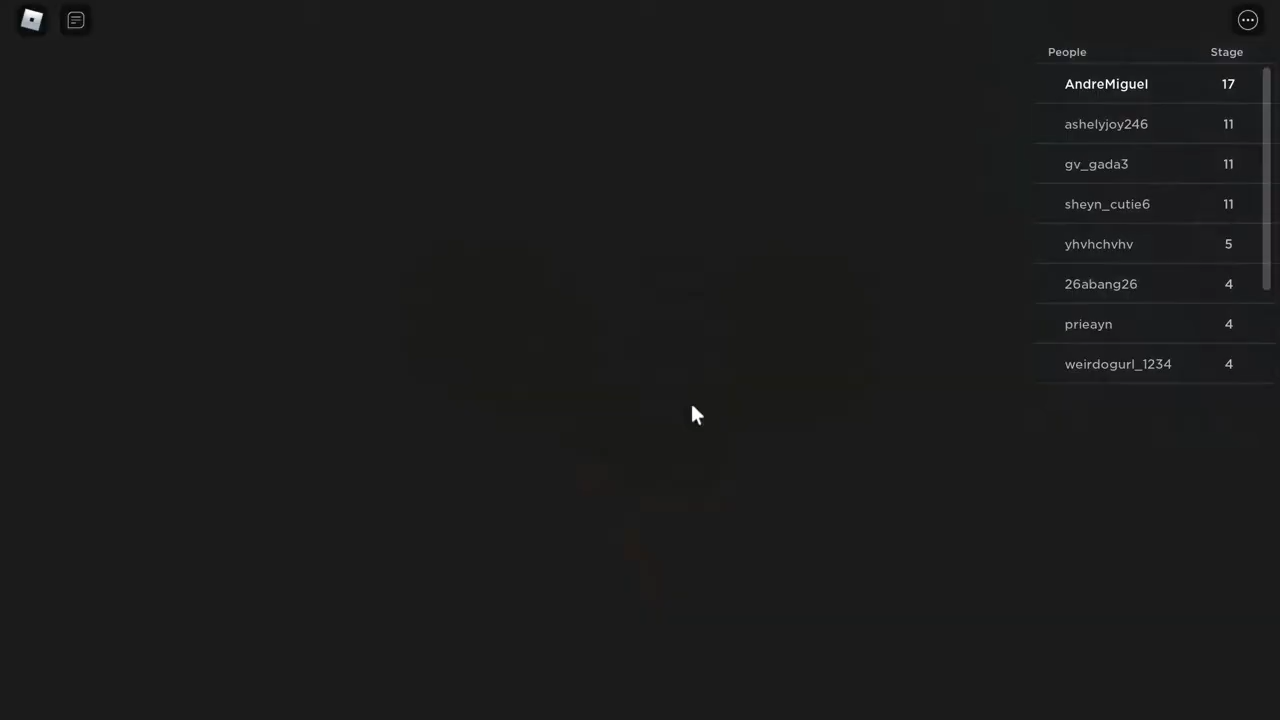 People Stage
AndreMiguel 17
ashelyjoy246 11
gv_gada3 11
sheyn_cutie6 11
yhvhchvhv 5
26abang26 4
prieayn 4
weirdogurl_1234 4